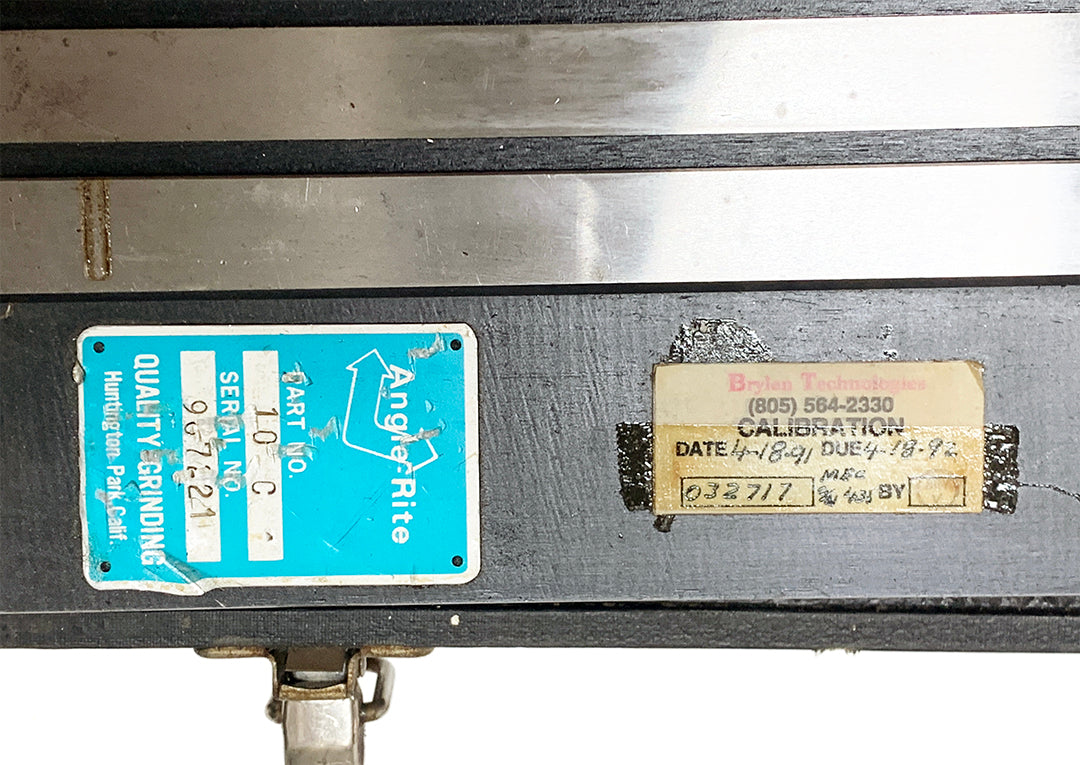 Angle-Rite
PART NO.
10-C
SERIAL NO.
9673-21
QUALITY GRINDING
Huntington Park, Calif.
Brylen Technologies
(805) 564-2330
CALIBRATION
DATE 4-18-91 DUE 4-18-92
032717 BY